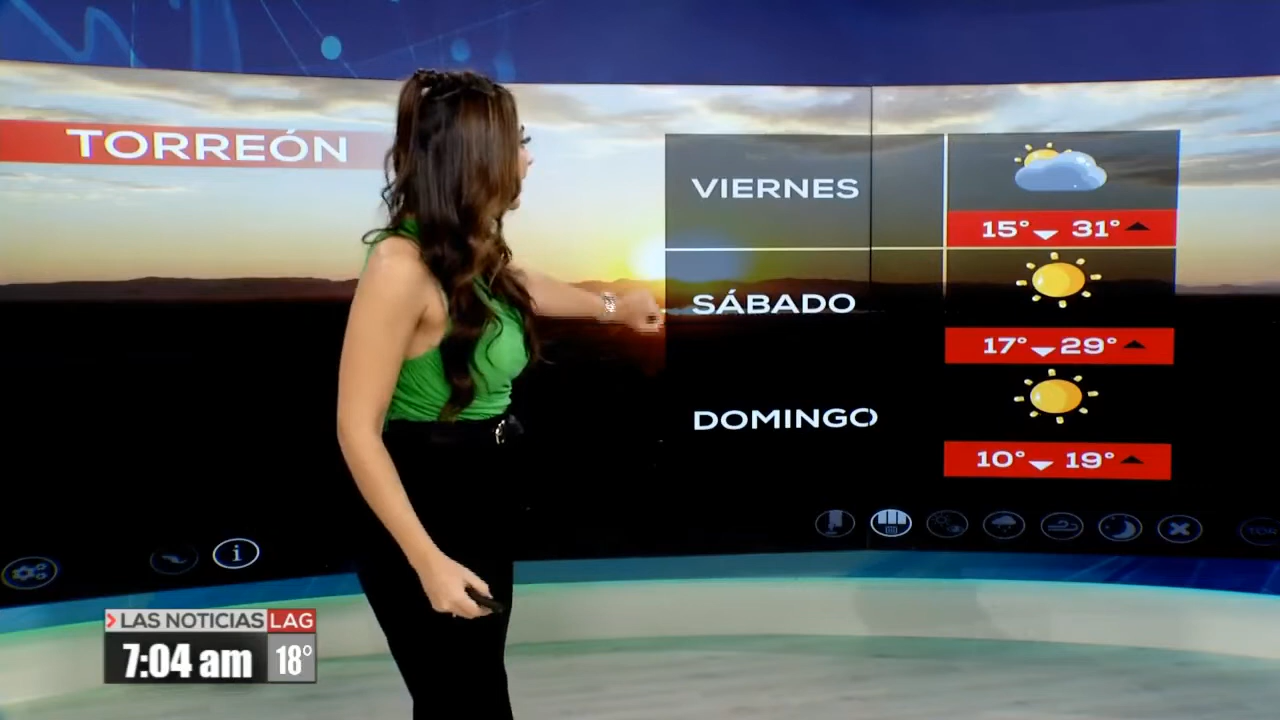 TORREÓN
VIERNES
15° 31°
SÁBADO
17° 29°
DOMINGO
10° 19°
i
LAS NOTICIAS LAG
7:04 am 18°